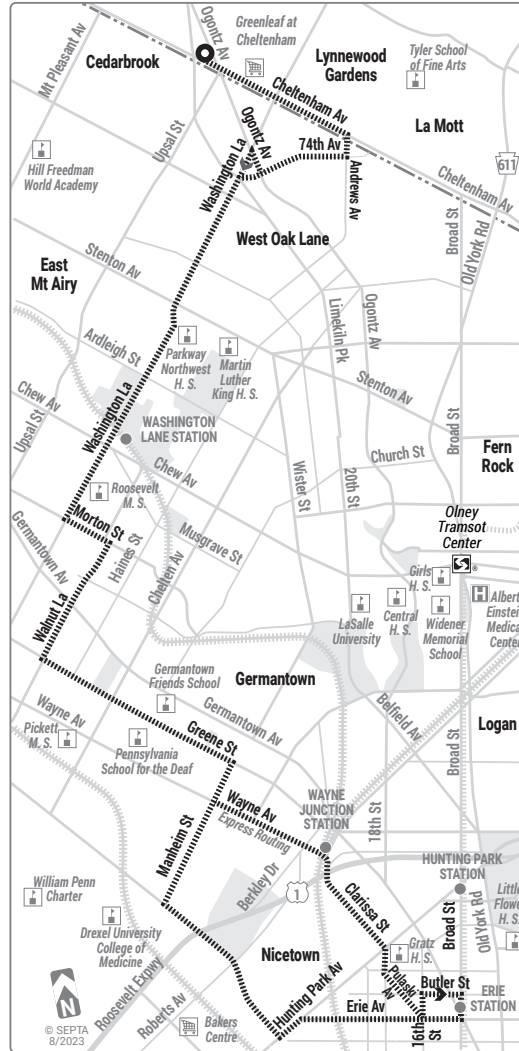 Mt Pleasant Av
Cedarbrook
Ogontz Av
Greenleaf at
Cheltenham
Lynnewood
Gardens
Tyler School
of Fine Arts
Cheltenham Av
La Mott
Upsal St
Ogontz Av
74th Av
Hill Freedman
World Academy
Washington La
Andrews Av
611
Cheltenham Av
West Oak Lane
Broad St
Old York Rd
Stenton Av
East
Mt Airy
Limekiln Pk
Ogontz Av
Ardleigh St
Parkway
Northwest
H. S.
Martin
Luther
King H. S.
Stenton Av
Chew Av
Upsal St
Washington La
WASHINGTON
LANE STATION
Broad St
Chew Av
Church St
Fern
Rock
Wister St
20th St
Roosevelt
M. S.
Morton St
Haines St
Musgrave St
Olney
Tramsot
Center
Germantown Av
Chelten Av
Walnut La
Girls
H. S.
Central
H. S.
LaSalle
University
Widener
Memorial
School
Albert
Einstein
Medical
Center
Germantown
Friends School
Germantown
Wayne Av
Greene St
Germantown Av
Belfield Av
Logan
Pickett
M. S.
Pennsylvania
School for the Deaf
Broad St
Manheim St
Wayne Av
Express Routing
WAYNE
JUNCTION
STATION
18th St
HUNTING PARK
STATION
William Penn
Charter
Berkley Dr
1
Clarissa St
Broad St
Old York Rd
Little
Flower
H. S.
Drexel University
College of
Medicine
Nicetown
Gratz
H. S.
Roosevelt Expwy
Hunting Park Av
Pulaski
Av
Butler St
N
Roberts Av
Erie Av
ERIE
STATION
16th
St
© SEPTA
8/2023
Bakers
Centre